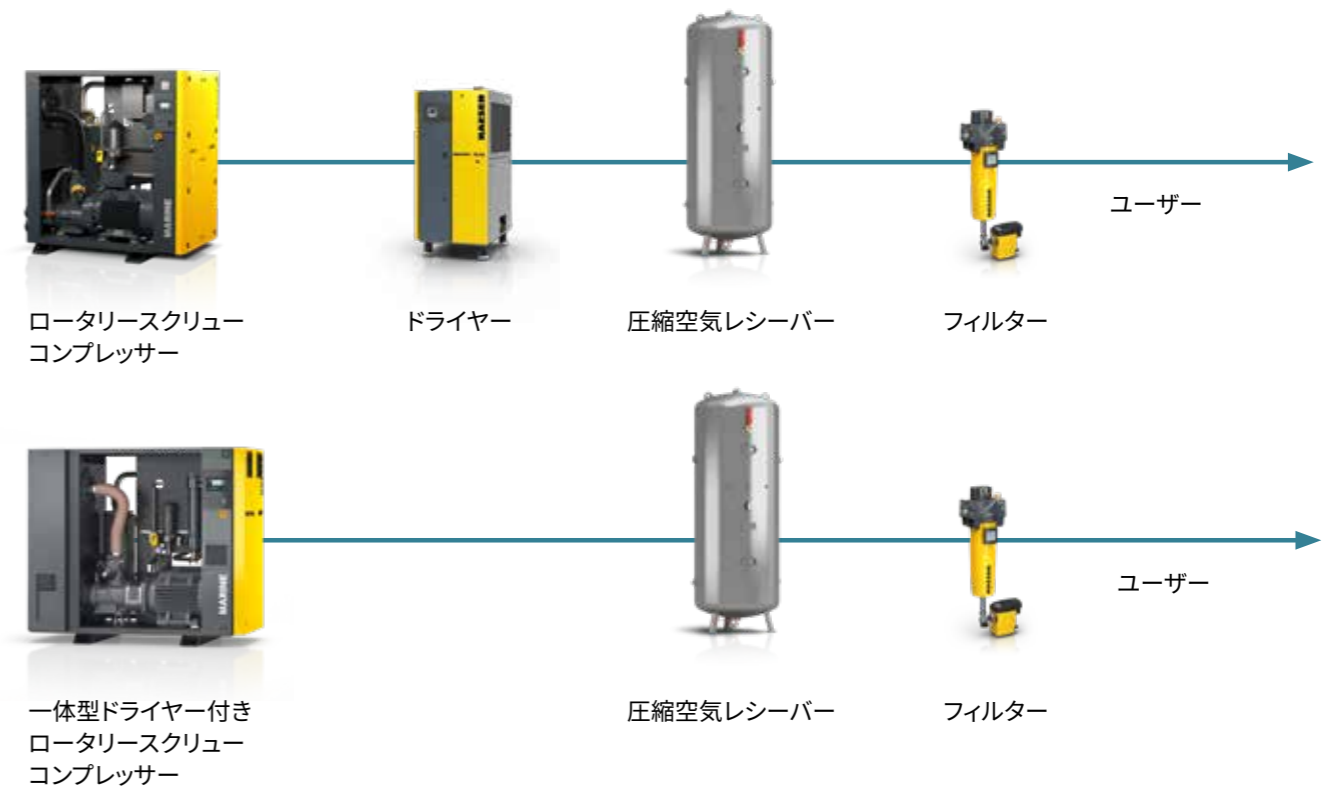 KAESER
MARINE
ユーザー
ロータリースクリュー
コンプレッサー
ドライヤー
圧縮空気レシーバー
フィルター
MARINE
ユーザー
一体型ドライヤー付き
ロータリースクリュー
コンプレッサー
圧縮空気レシーバー
フィルター